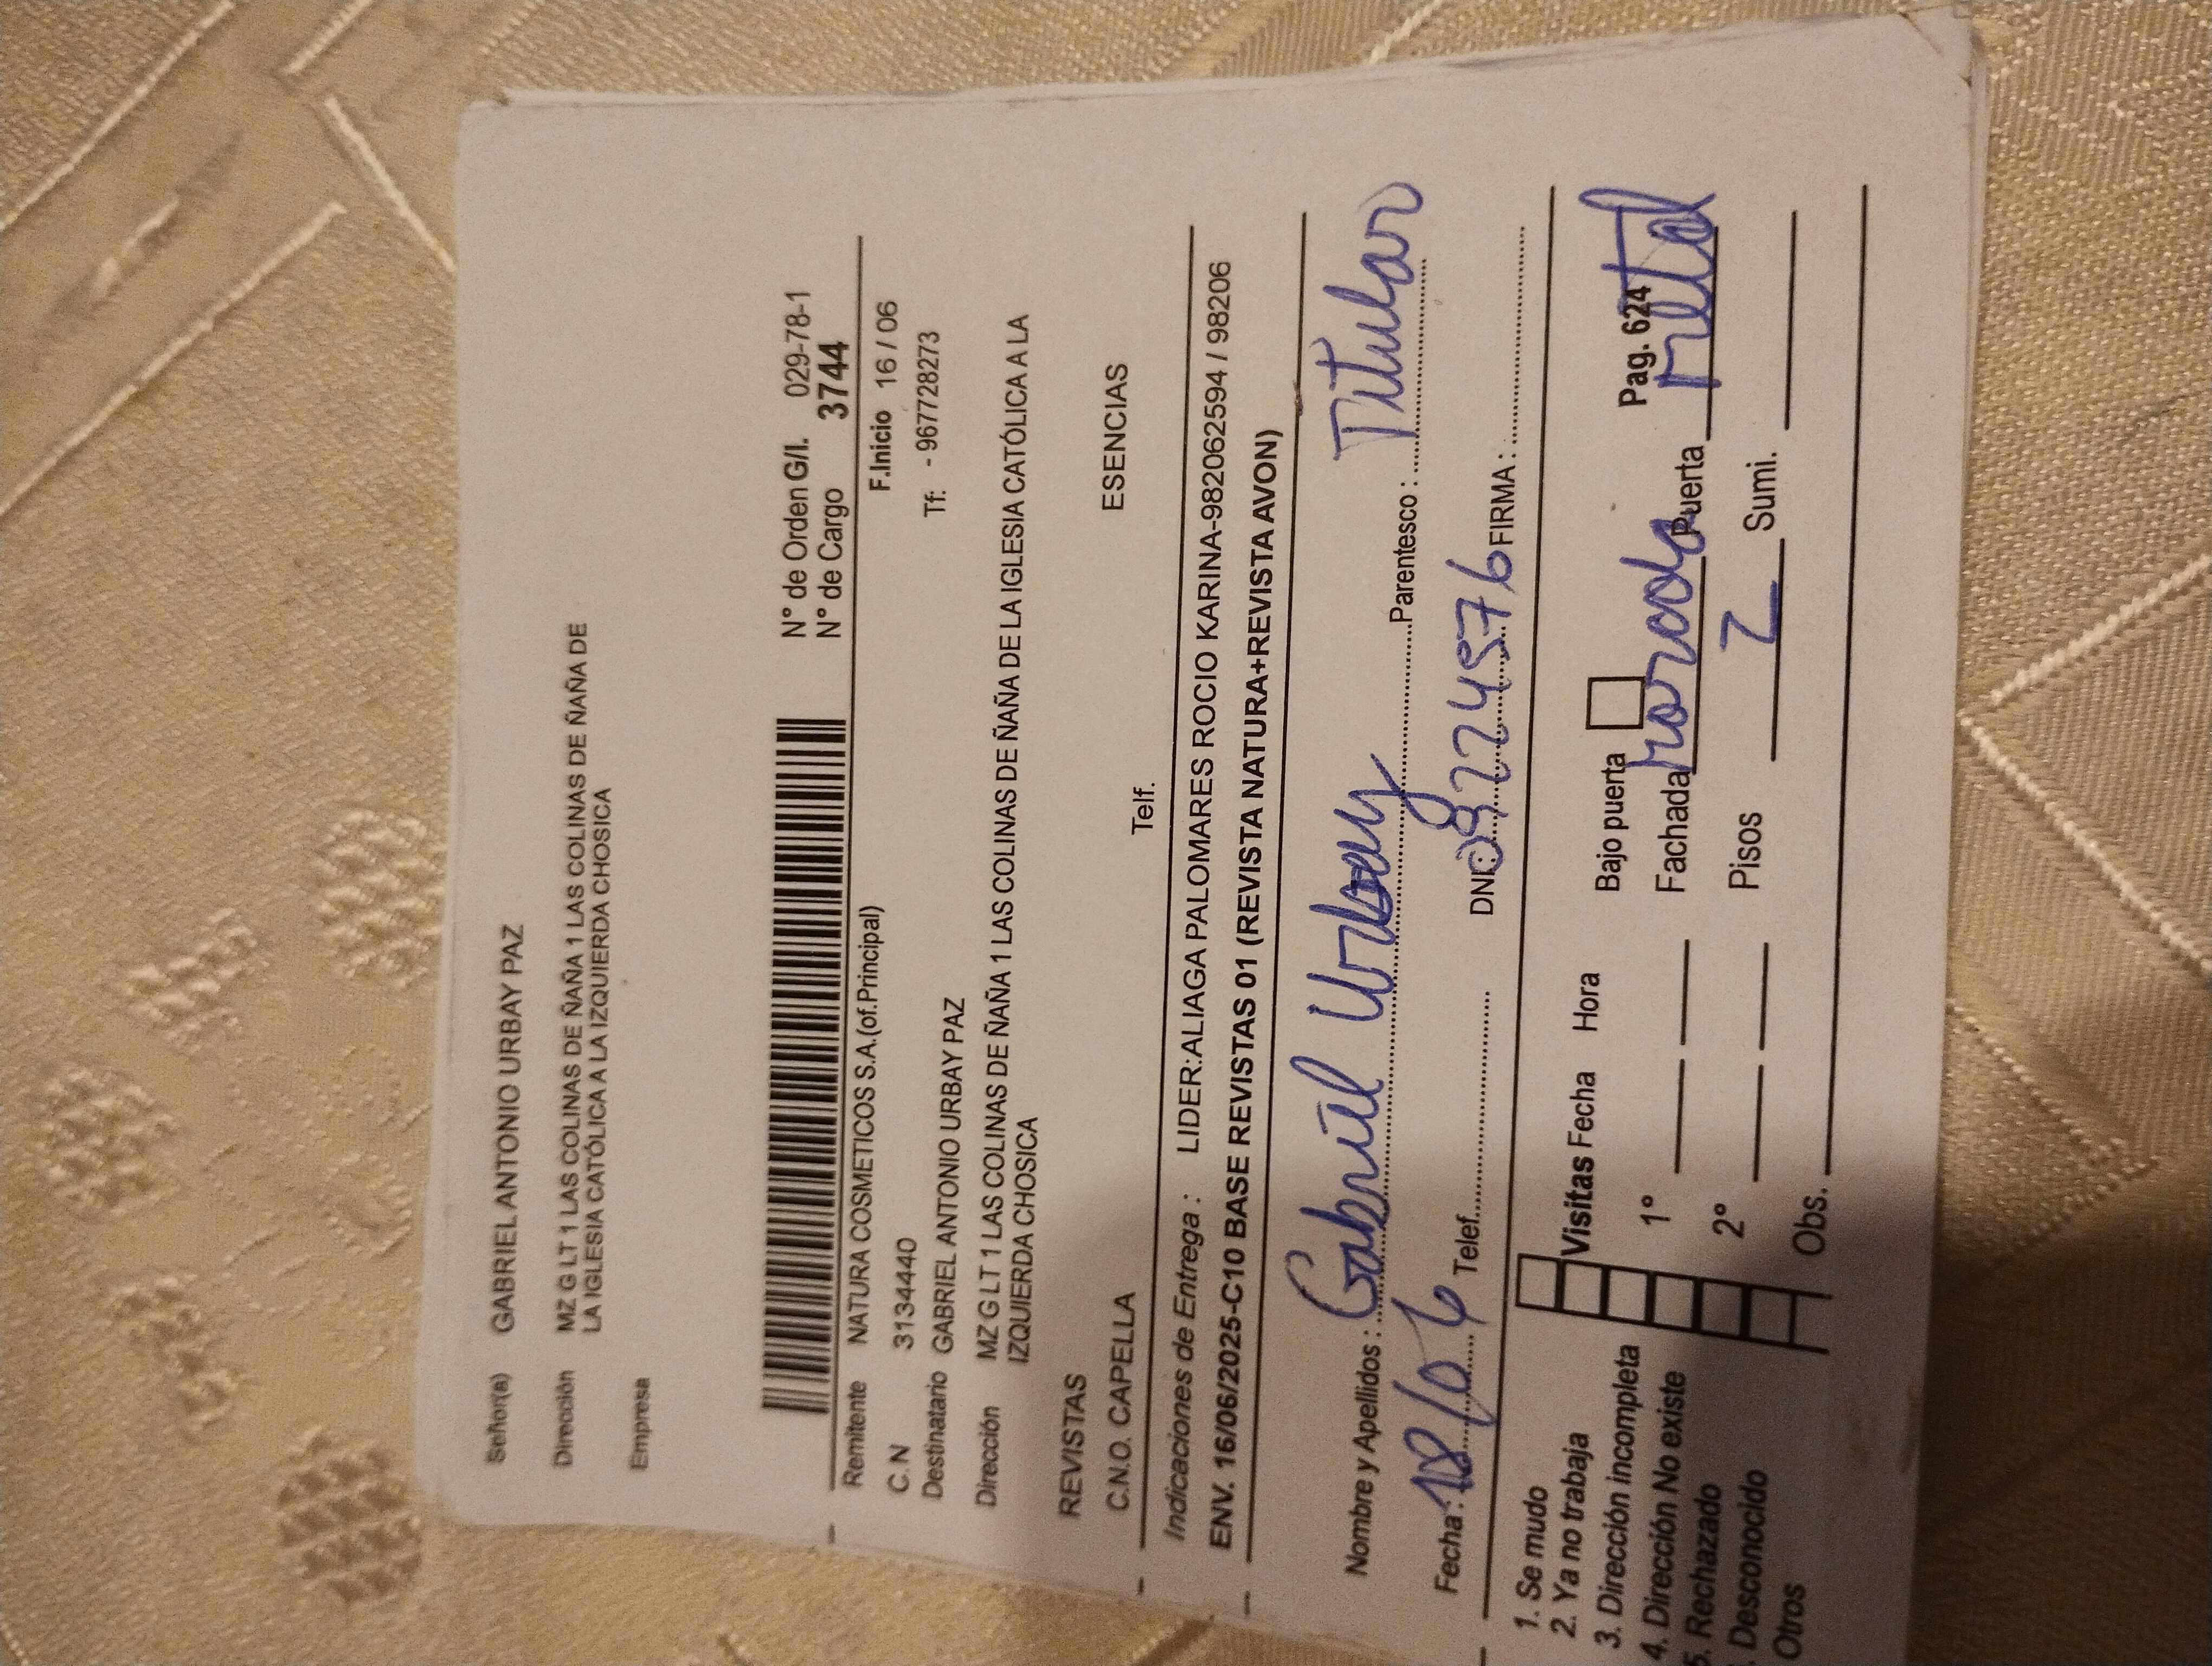 Señor(a) GABRIEL ANTONIO URBAY PAZ
Dirección MZ G LT 1 LAS COLINAS DE ÑAÑA 1 LAS COLINAS DE ÑAÑA DE
LA IGLESIA CATÓLICA A LA IZQUIERDA CHOSICA
Empresa
N° de Orden G/I. 029-78-1
N° de Cargo 3744
Remitente NATURA COSMETICOS S.A.(of.Principal) F.Inicio 16 / 06
C.N 3134440
Destinatario GABRIEL ANTONIO URBAY PAZ Tf: - 967728273
Dirección MZ G LT 1 LAS COLINAS DE ÑAÑA 1 LAS COLINAS DE ÑAÑA DE LA IGLESIA CATÓLICA A LA
IZQUIERDA CHOSICA
REVISTAS
C.N.O. CAPELLA Telf. ESENCIAS
Indicaciones de Entrega : LIDER:ALIAGA PALOMARES ROCIO KARINA-982062594 / 98206
ENV. 16/06/2025-C10 BASE REVISTAS 01 (REVISTA NATURA+REVISTA AVON)
Nombre y Apellidos : Gabriel Urbay Parentesco : Titular
Fecha : 18/06 Telef. DNI: 08224576 FIRMA :
1. Se mudo
2. Ya no trabaja
3. Dirección incompleta
4. Dirección No existe
5. Rechazado
. Desconocido
Otros
Visitas Fecha Hora Bajo puerta Pag. 624
1° Fachada Puerta metal
2° Pisos 2 Sumi.
Obs.